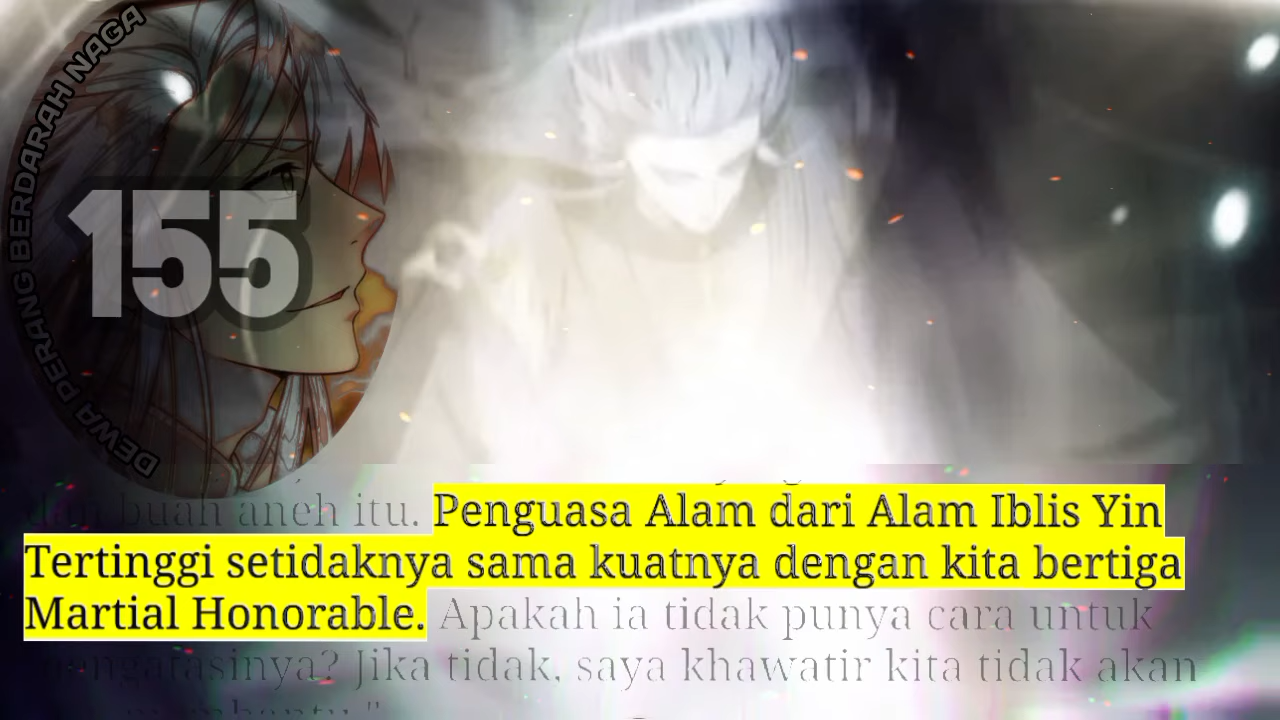 DEWA PERANG BERDARAH NAGA
155
dan buah aneh itu. Penguasa Alam dari Alam Iblis Yin
Tertinggi setidaknya sama kuatnya dengan kita bertiga
Martial Honorable. Apakah ia tidak punya cara untuk
mengatasinya? Jika tidak, saya khawatir kita tidak akan